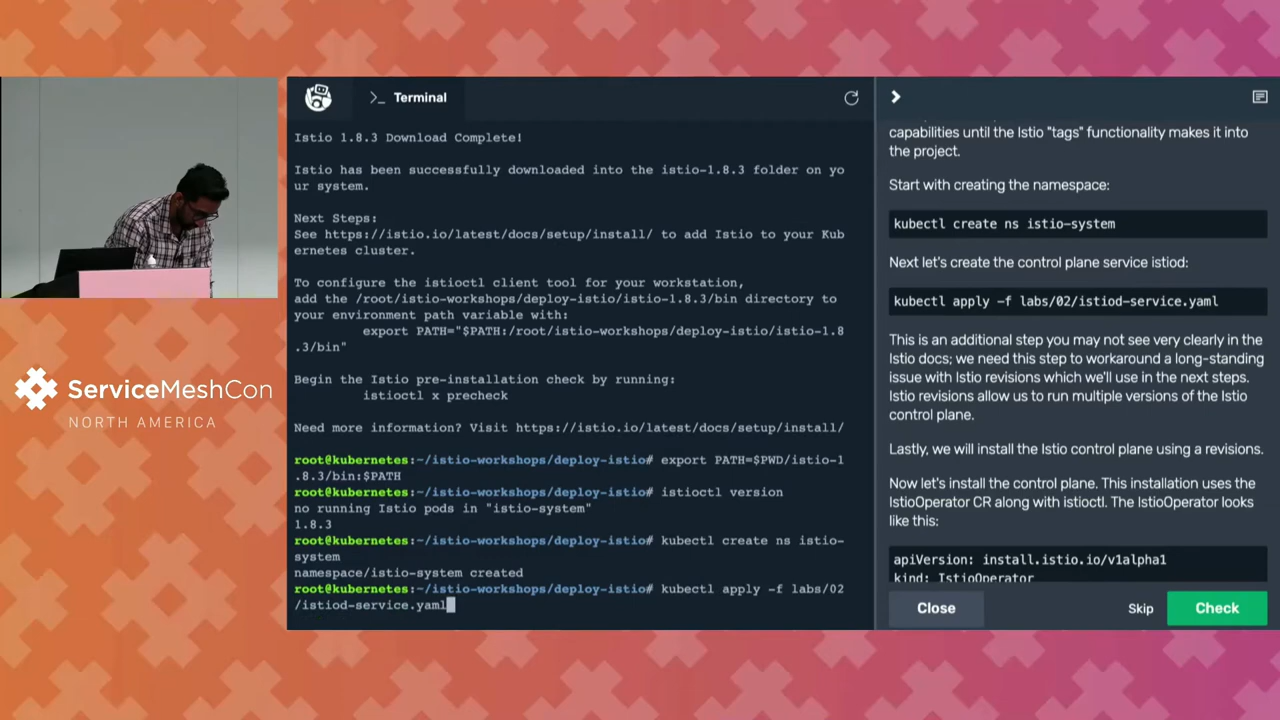 >_ Terminal
Istio 1.8.3 Download Complete!
Istio has been successfully downloaded into the istio-1.8.3 folder on yo
ur system.
Next Steps:
See https://istio.io/latest/docs/setup/install/ to add Istio to your Kub
ernetes cluster.
To configure the istioctl client tool for your workstation,
add the /root/istio-workshops/deploy-istio/istio-1.8.3/bin directory to
your environment path variable with:
export PATH="$PATH:/root/istio-workshops/deploy-istio/istio-1.8
.3/bin"
Begin the Istio pre-installation check by running:
istioctl x precheck
Need more information? Visit https://istio.io/latest/docs/setup/install/
root@kubernetes:~/istio-workshops/deploy-istio# export PATH=$PWD/istio-1
.8.3/bin:$PATH
root@kubernetes:~/istio-workshops/deploy-istio# istioctl version
no running Istio pods in "istio-system"
1.8.3
root@kubernetes:~/istio-workshops/deploy-istio# kubectl create ns istio-
system
namespace/istio-system created
root@kubernetes:~/istio-workshops/deploy-istio# kubectl apply -f labs/02
/istiod-service.yaml
capabilities until the Istio "tags" functionality makes it into
the project.
Start with creating the namespace:
kubectl create ns istio-system
Next let's create the control plane service istiod:
kubectl apply -f labs/02/istiod-service.yaml
This is an additional step you may not see very clearly in the
Istio docs; we need this step to workaround a long-standing
issue with Istio revisions which we'll use in the next steps.
Istio revisions allow us to run multiple versions of the Istio
control plane.
Lastly, we will install the Istio control plane using a revisions.
Now let's install the control plane. This installation uses the
IstioOperator CR along with istioctl. The IstioOperator looks
like this:
apiVersion: install.istio.io/v1alpha1
kind: IstioOperator
Close
Skip
Check
ServiceMeshCon
NORTH AMERICA